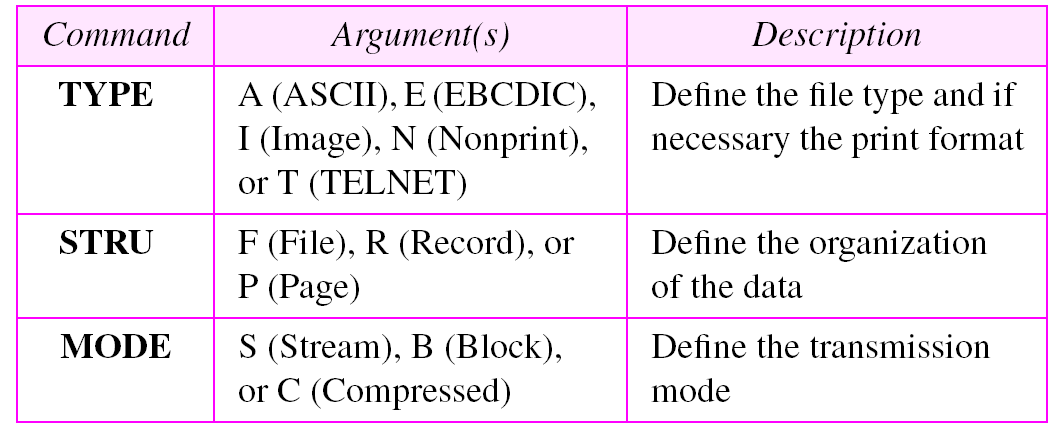 Command Argument(s) Description
TYPE A (ASCII), E (EBCDIC), Define the file type and if
I (Image), N (Nonprint), necessary the print format
or T (TELNET)
STRU F (File), R (Record), or Define the organization
P (Page) of the data
MODE S (Stream), B (Block), Define the transmission
or C (Compressed) mode